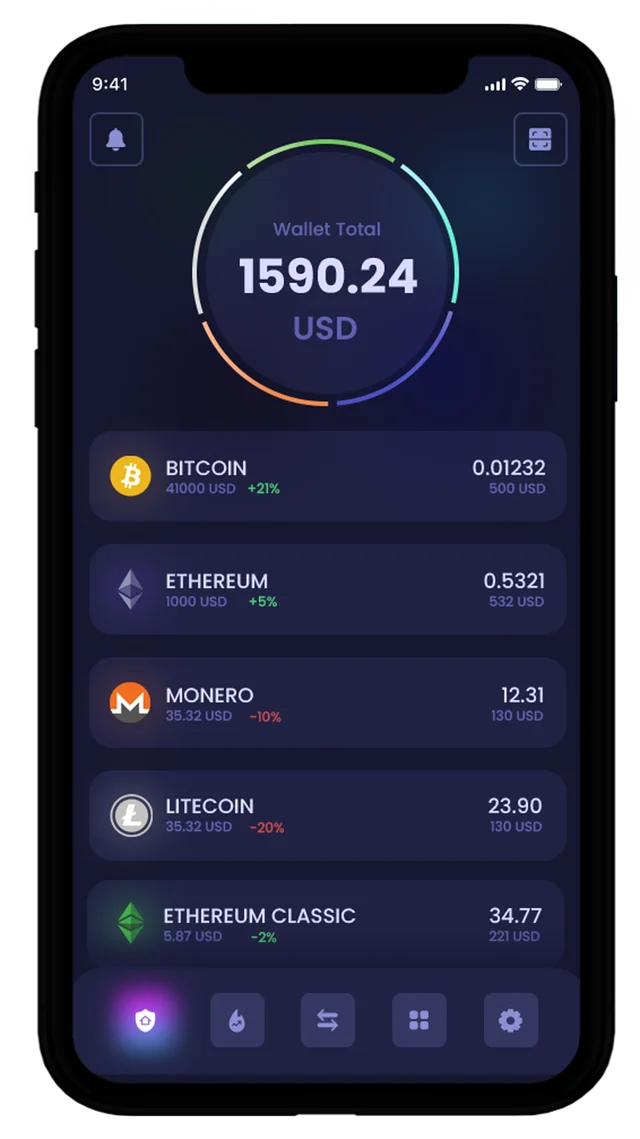 9:41
Wallet Total
1590.24
USD
BITCOIN 0.01232
41000 USD +21% 500 USD
ETHEREUM 0.5321
1000 USD +5% 532 USD
MONERO 12.31
35.32 USD -10% 130 USD
LITECOIN 23.90
35.32 USD -20% 130 USD
ETHEREUM CLASSIC 34.77
5.87 USD -2% 221 USD